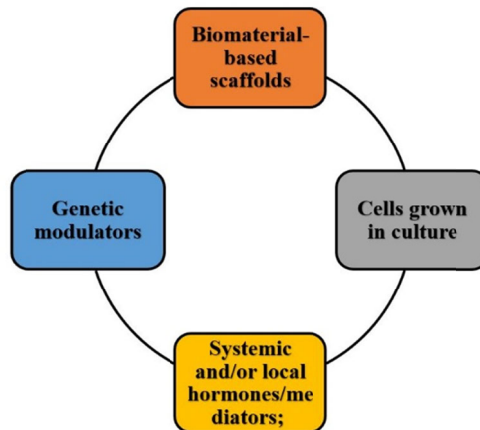 Biomaterial-
based
scaffolds
Genetic
modulators
Cells grown
in culture
Systemic
and/or local
hormones/me
diators;